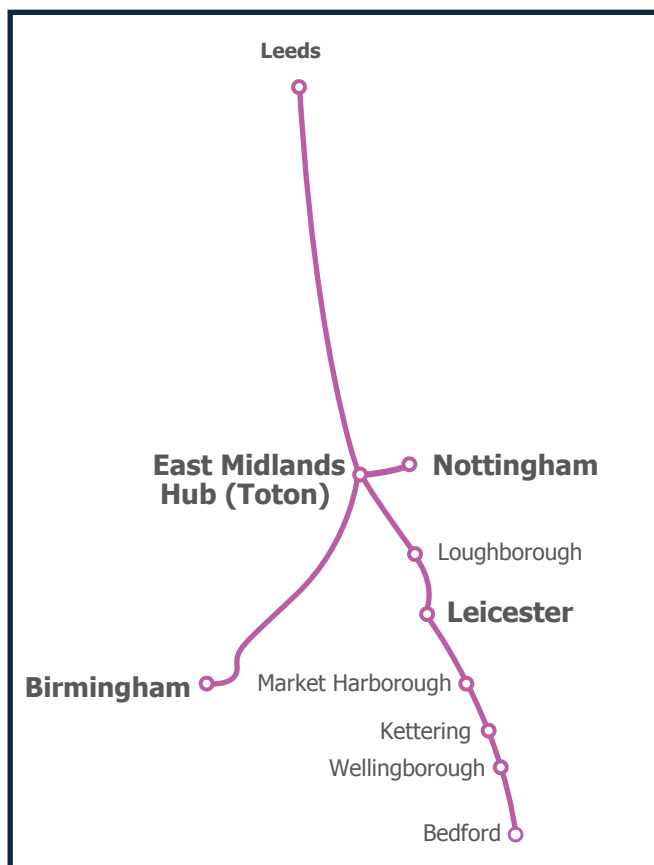 Leeds
East Midlands
Hub (Toton)
Nottingham
Loughborough
Leicester
Birmingham
Market Harborough
Kettering
Wellingborough
Bedford